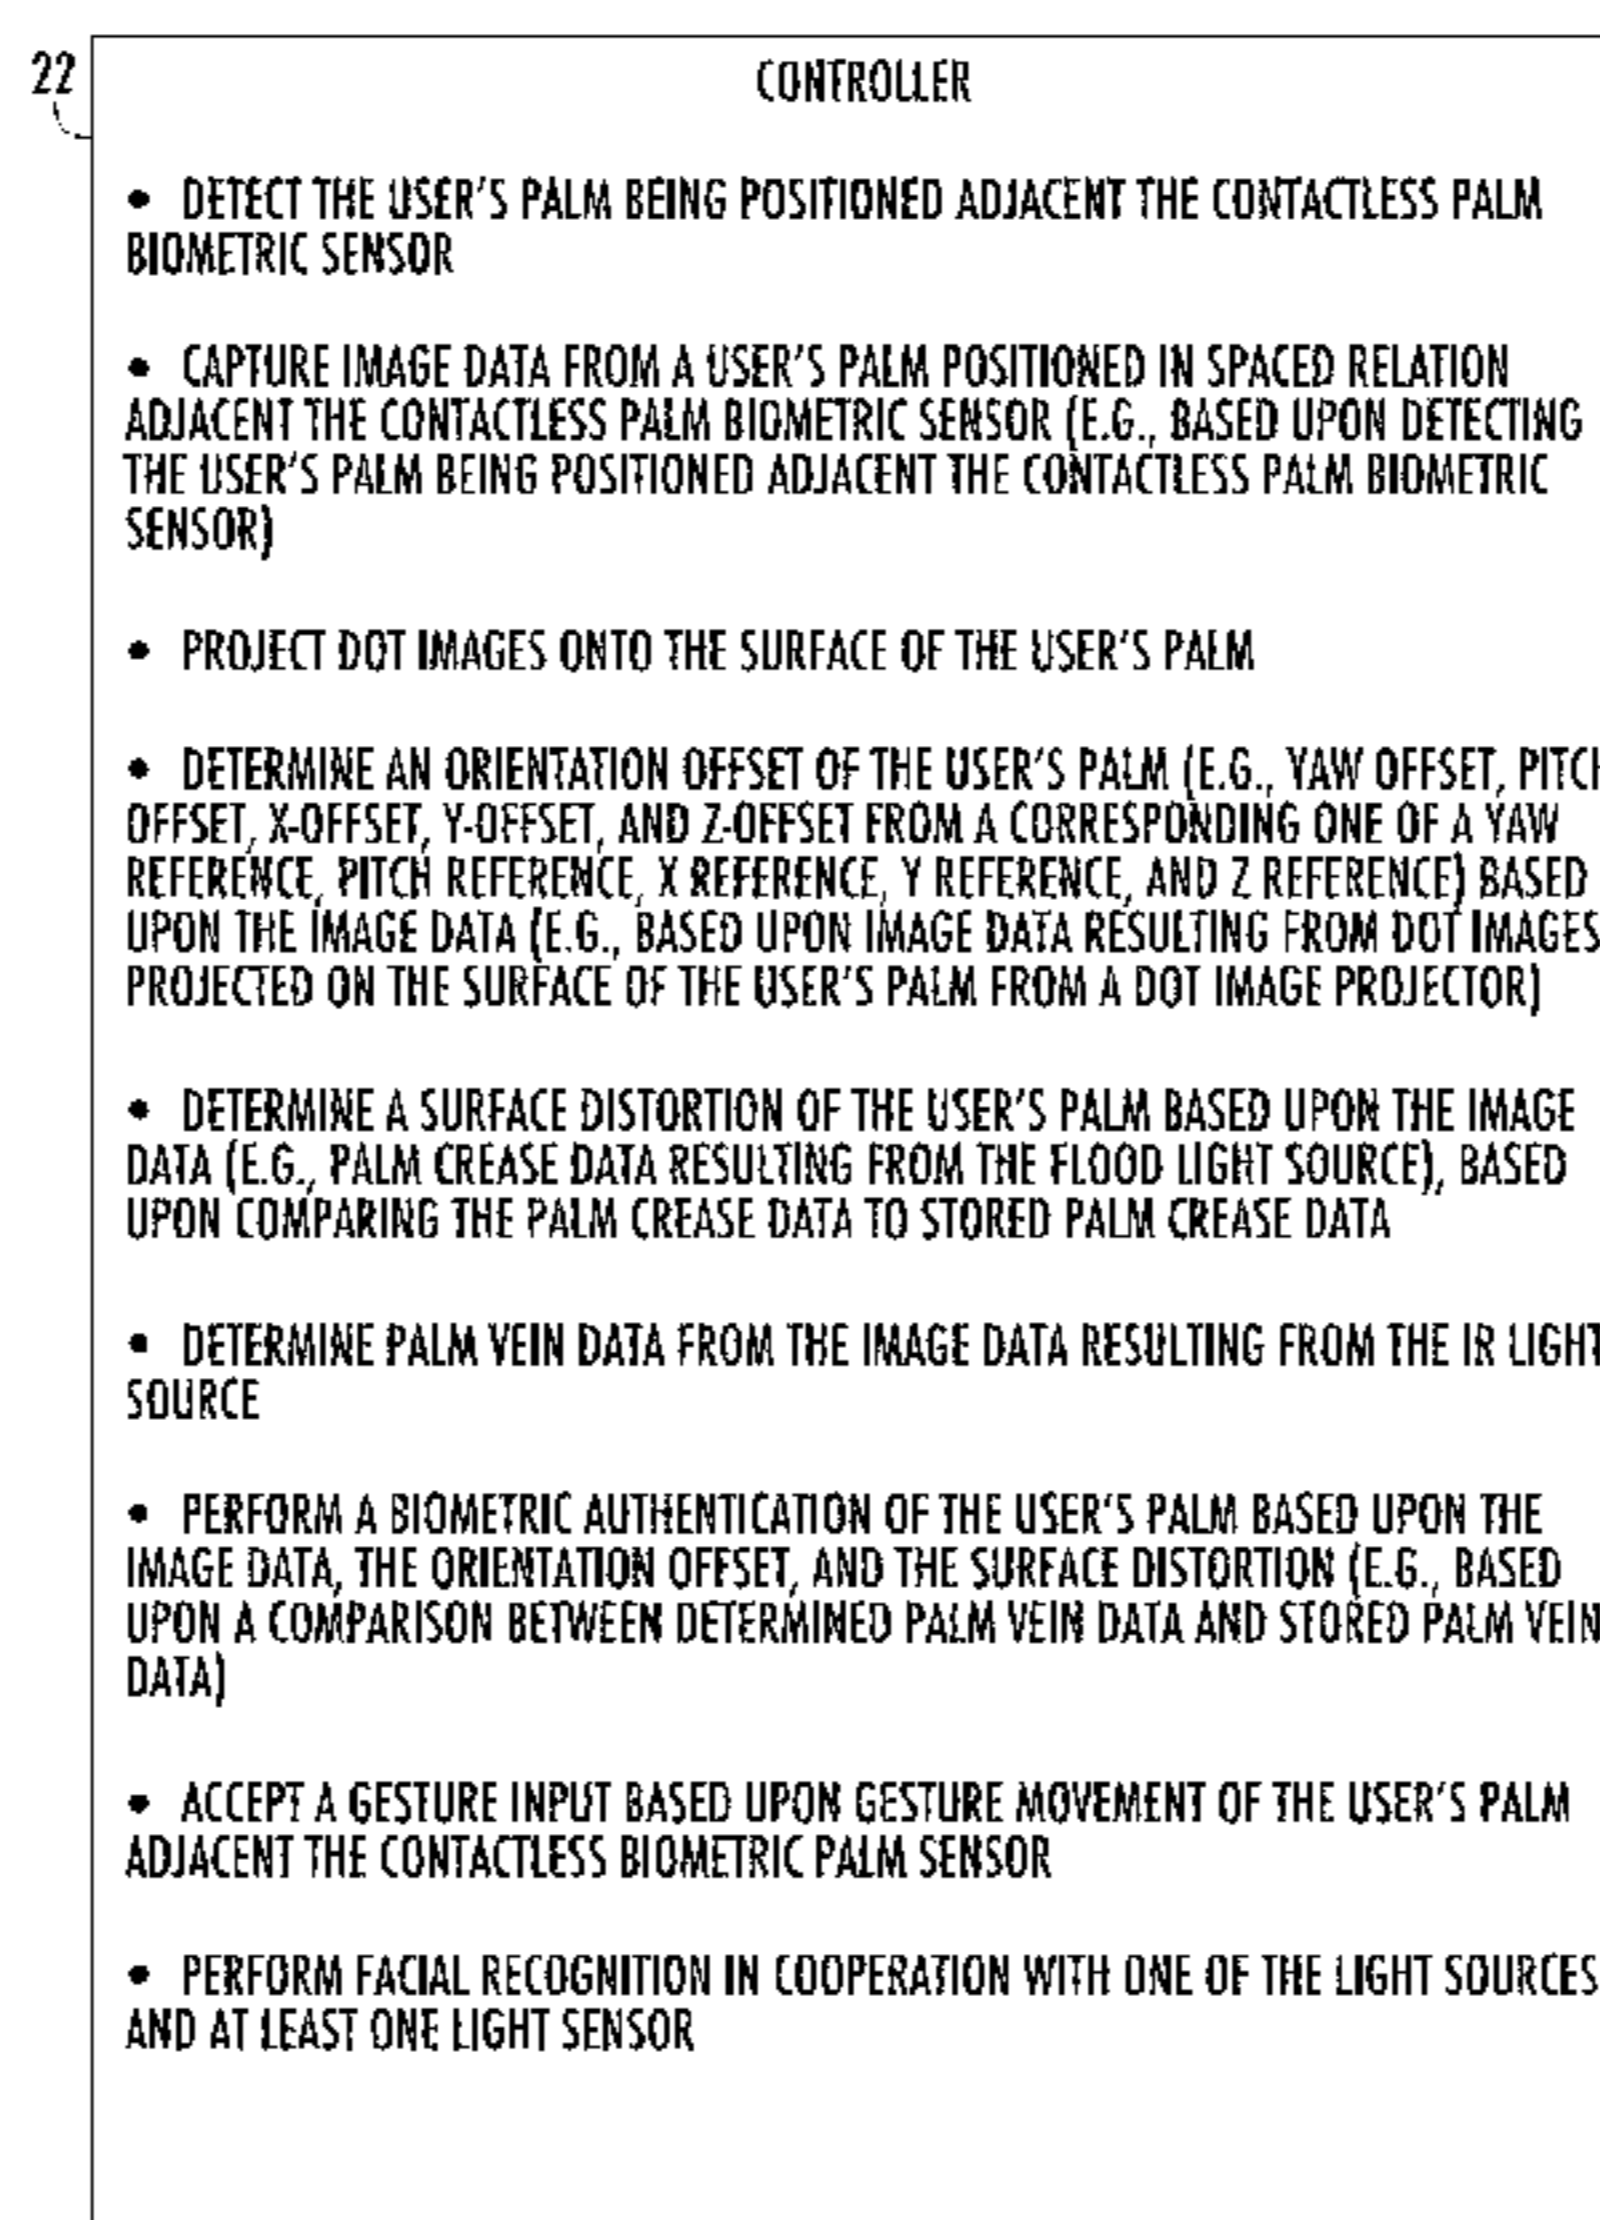 22
CONTROLLER
• DETECT THE USER'S PALM BEING POSITIONED ADJACENT THE CONTACTLESS PALM
BIOMETRIC SENSOR
• CAPTURE IMAGE DATA FROM A USER'S PALM POSITIONED IN SPACED RELATION
ADJACENT THE CONTACTLESS PALM BIOMETRIC SENSOR (E.G., BASED UPON DETECTING
THE USER'S PALM BEING POSITIONED ADJACENT THE CONTACTLESS PALM BIOMETRIC
SENSOR)
• PROJECT DOT IMAGES ONTO THE SURFACE OF THE USER'S PALM
• DETERMINE AN ORIENTATION OFFSET OF THE USER'S PALM (E.G., YAW OFFSET, PITCH
OFFSET, X-OFFSET, Y-OFFSET, AND Z-OFFSET FROM A CORRESPONDING ONE OF A YAW
REFERENCE, PITCH REFERENCE, X REFERENCE, Y REFERENCE, AND Z REFERENCE) BASED
UPON THE IMAGE DATA (E.G., BASED UPON IMAGE DATA RESULTING FROM DOT IMAGES
PROJECTED ON THE SURFACE OF THE USER'S PALM FROM A DOT IMAGE PROJECTOR)
• DETERMINE A SURFACE DISTORTION OF THE USER'S PALM BASED UPON THE IMAGE
DATA (E.G., PALM CREASE DATA RESULTING FROM THE FLOOD LIGHT SOURCE), BASED
UPON COMPARING THE PALM CREASE DATA TO STORED PALM CREASE DATA
• DETERMINE PALM VEIN DATA FROM THE IMAGE DATA RESULTING FROM THE IR LIGHT
SOURCE
• PERFORM A BIOMETRIC AUTHENTICATION OF THE USER'S PALM BASED UPON THE
IMAGE DATA, THE ORIENTATION OFFSET, AND THE SURFACE DISTORTION (E.G., BASED
UPON A COMPARISON BETWEEN DETERMINED PALM VEIN DATA AND STORED PALM VEIN
DATA)
• ACCEPT A GESTURE INPUT BASED UPON GESTURE MOVEMENT OF THE USER'S PALM
ADJACENT THE CONTACTLESS BIOMETRIC PALM SENSOR
• PERFORM FACIAL RECOGNITION IN COOPERATION WITH ONE OF THE LIGHT SOURCES
AND AT LEAST ONE LIGHT SENSOR